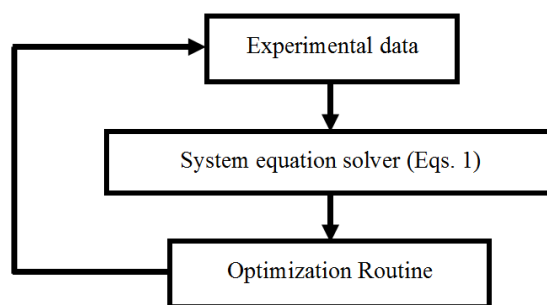 Experimental data
System equation solver (Eqs. 1)
Optimization Routine